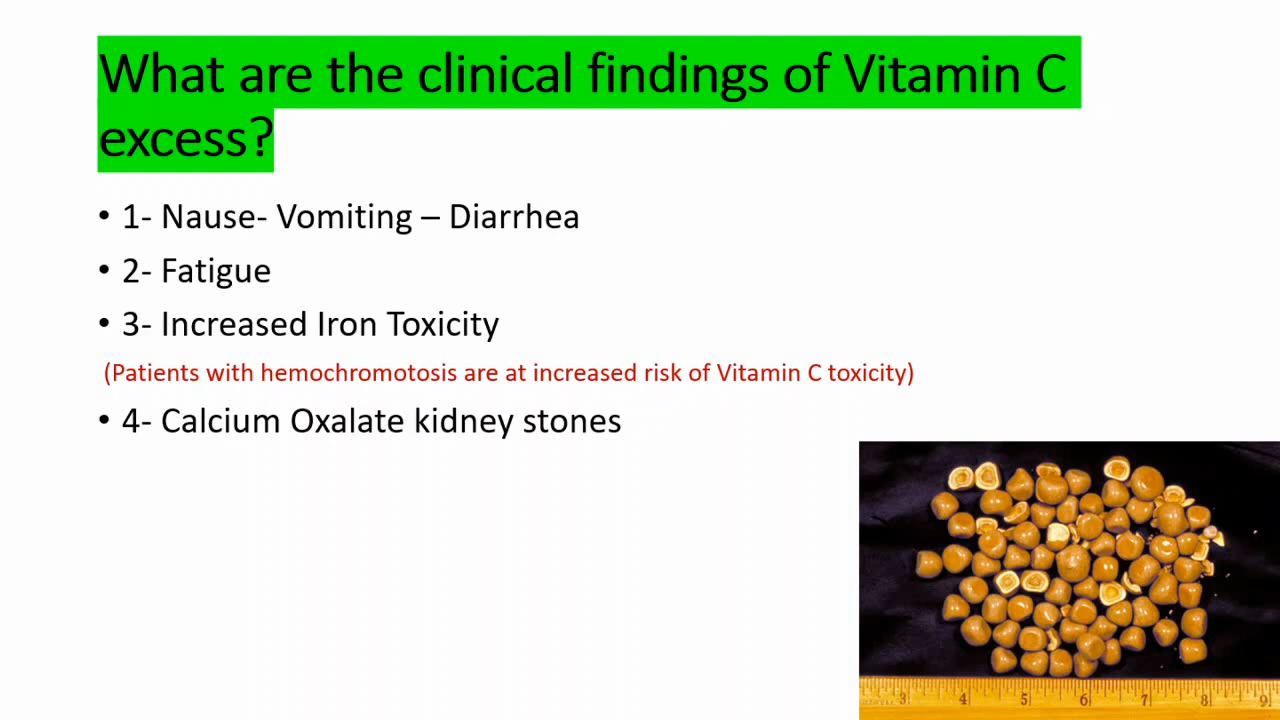 What are the clinical findings of Vitamin C
excess?
• 1- Nause- Vomiting – Diarrhea
• 2- Fatigue
• 3- Increased Iron Toxicity
(Patients with hemochromotosis are at increased risk of Vitamin C toxicity)
• 4- Calcium Oxalate kidney stones
3 4 5 6 7 8 9